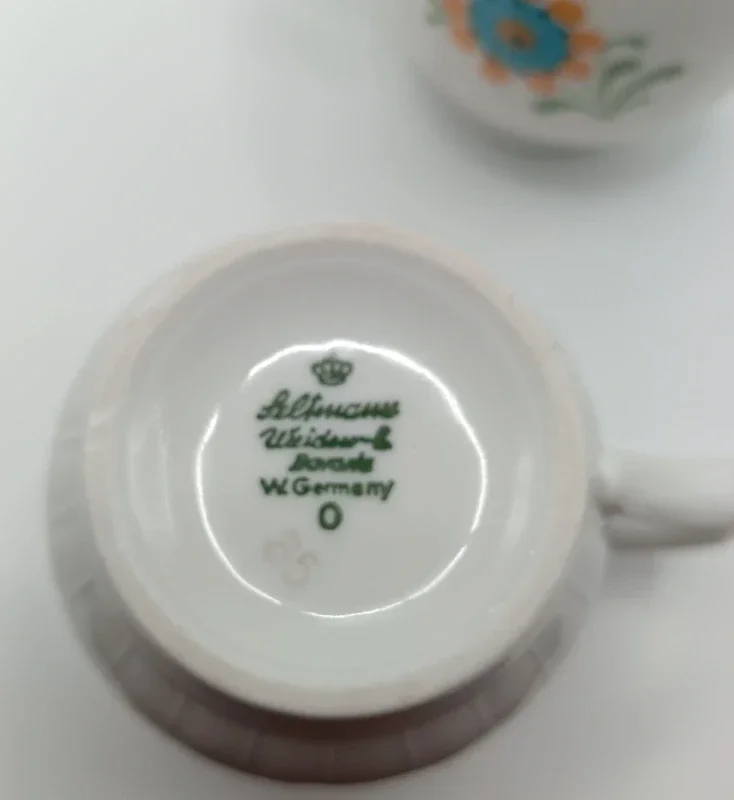 Seltmann
Weiden
Bavaria
W. Germany
0